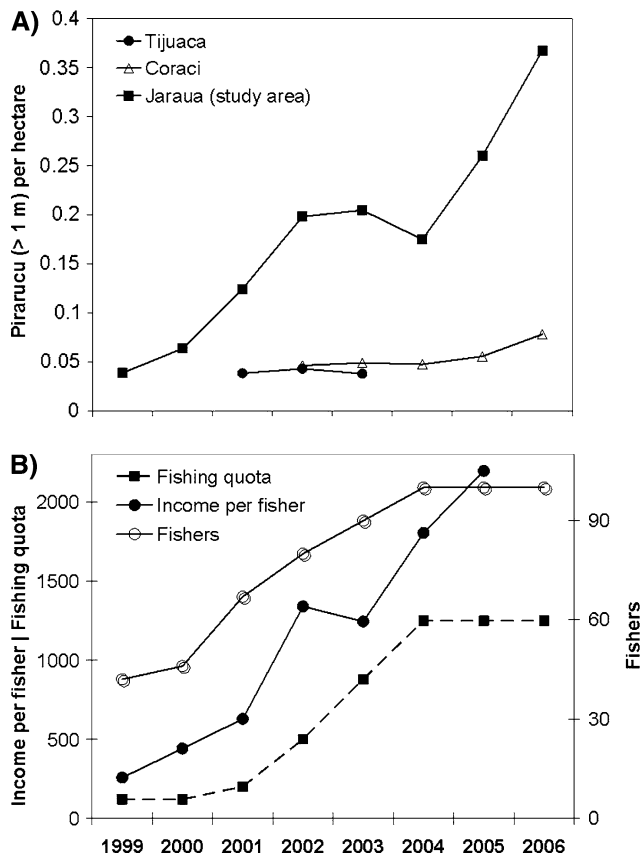 A)
Pirarucu (> 1 m) per hectare
0.4
0.35
0.3
0.25
0.2
0.15
0.1
0.05
0
Tijuaca
Coraci
Jaraua (study area)
B)
Income per fisher | Fishing quota
2000
1500
1000
500
0
Fishing quota
Income per fisher
Fishers
90
60
30
0
Fishers
1999 2000 2001 2002 2003 2004 2005 2006